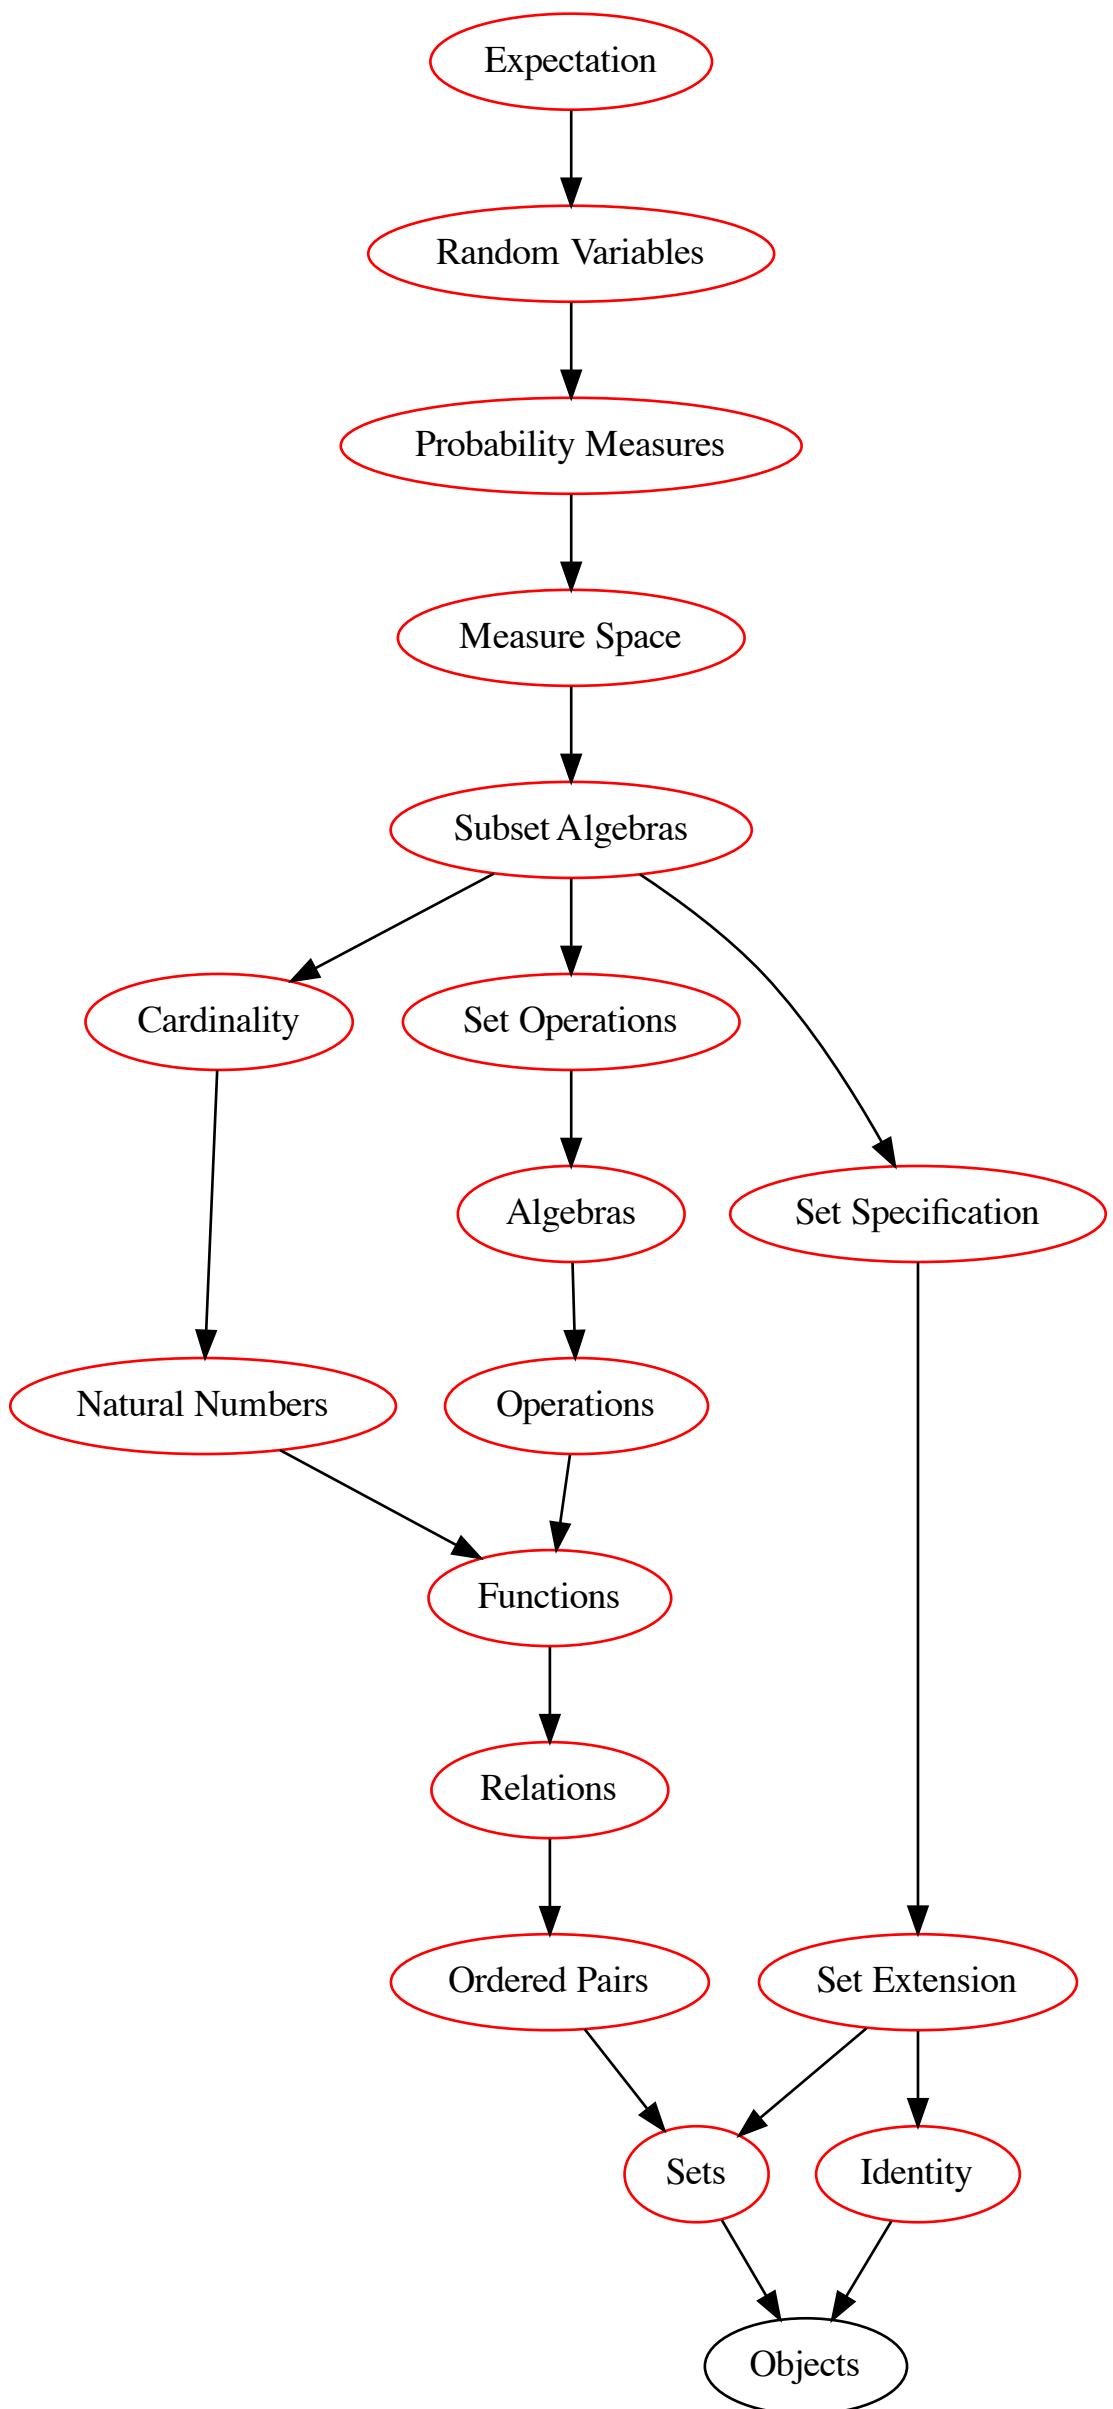 Expectation
Random Variables
Probability Measures
Measure Space
Subset Algebras
Cardinality
Set Operations
Algebras
Set Specification
Natural Numbers
Operations
Functions
Relations
Ordered Pairs
Set Extension
Sets
Identity
Objects